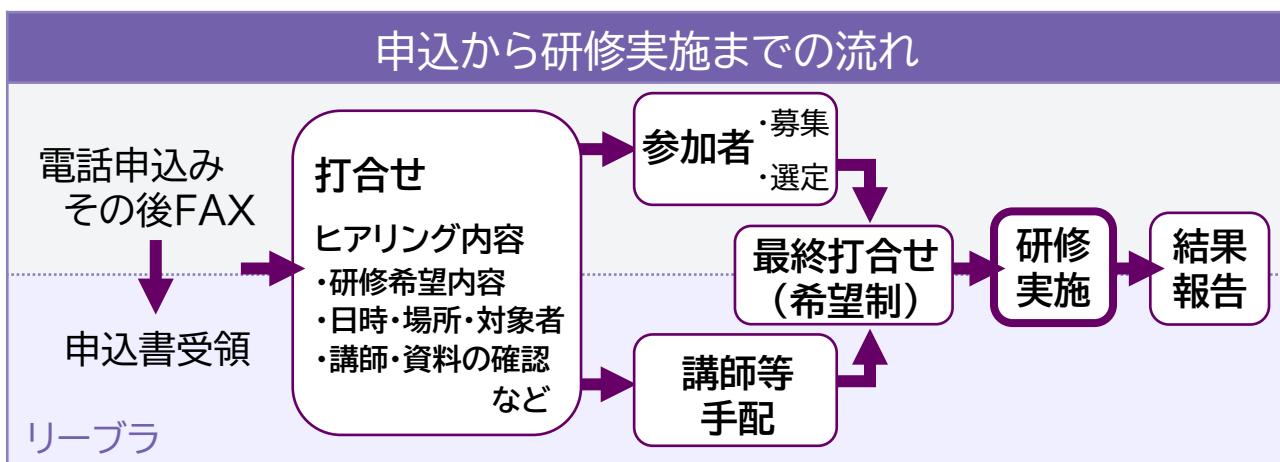 申込から研修実施までの流れ
電話申込み
その後FAX
申込書受領
打合せ
ヒアリング内容
・研修希望内容
・日時・場所・対象者
・講師・資料の確認
など
参加者
・募集
・選定
講師等
手配
最終打合せ
（希望制）
研修
実施
結果
報告
リーブラ